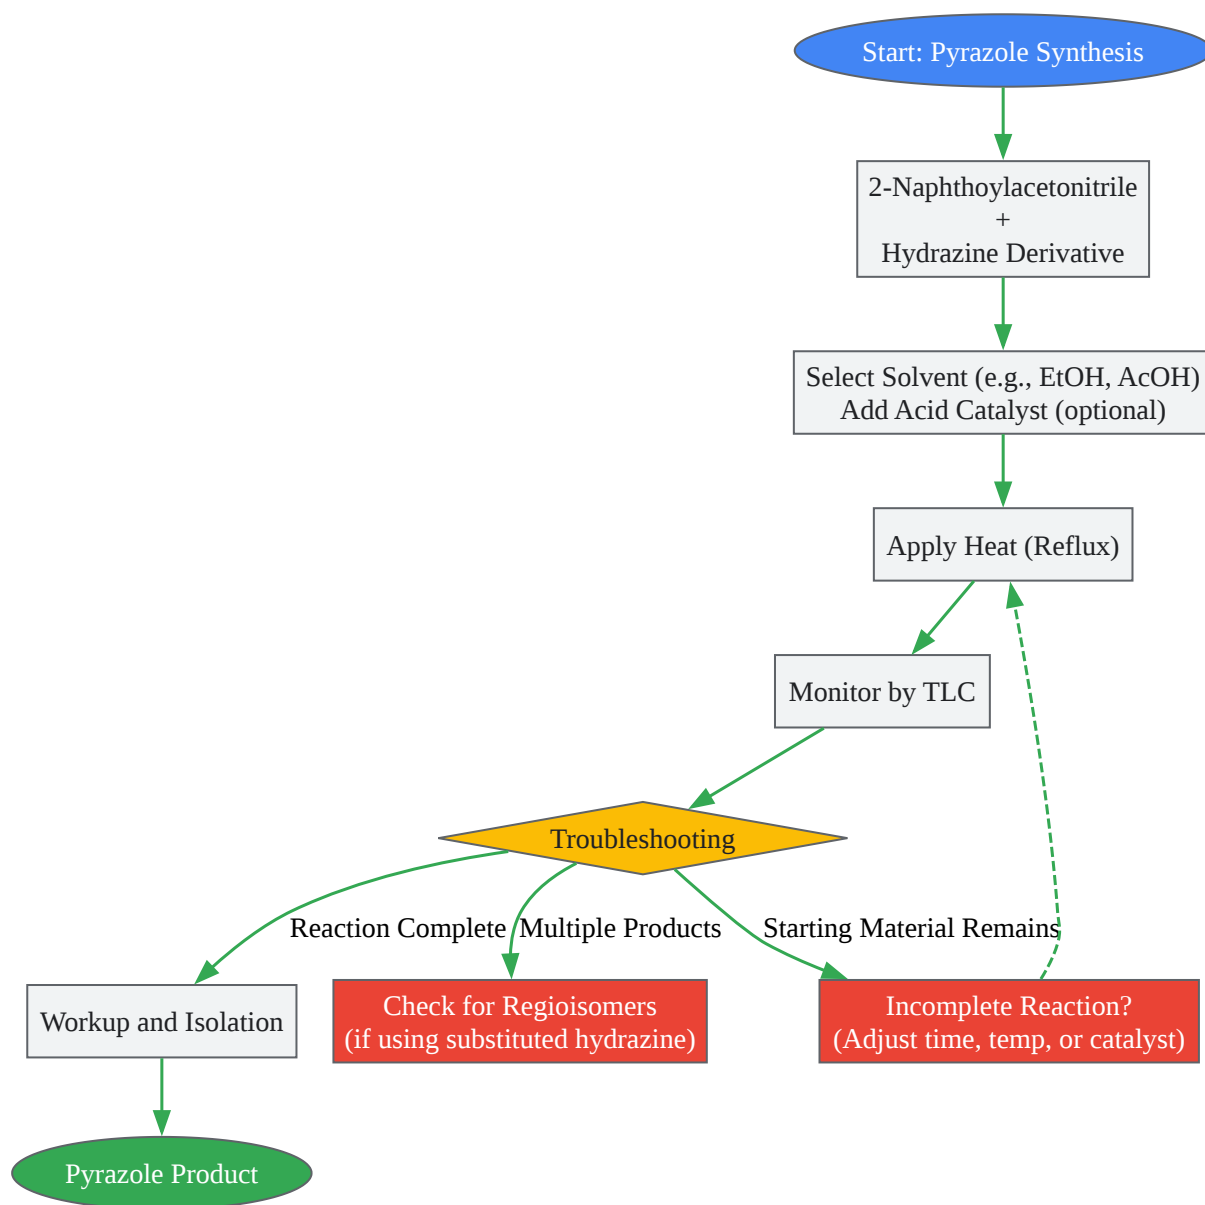 Start: Pyrazole Synthesis
2-Naphthoylacetonitrile
+
Hydrazine Derivative
Select Solvent (e.g., EtOH, AcOH)
Add Acid Catalyst (optional)
Apply Heat (Reflux)
Monitor by TLC
Troubleshooting
Reaction Complete
Multiple Products
Starting Material Remains
Workup and Isolation
Check for Regioisomers
(if using substituted hydrazine)
Incomplete Reaction?
(Adjust time, temp, or catalyst)
Pyrazole Product